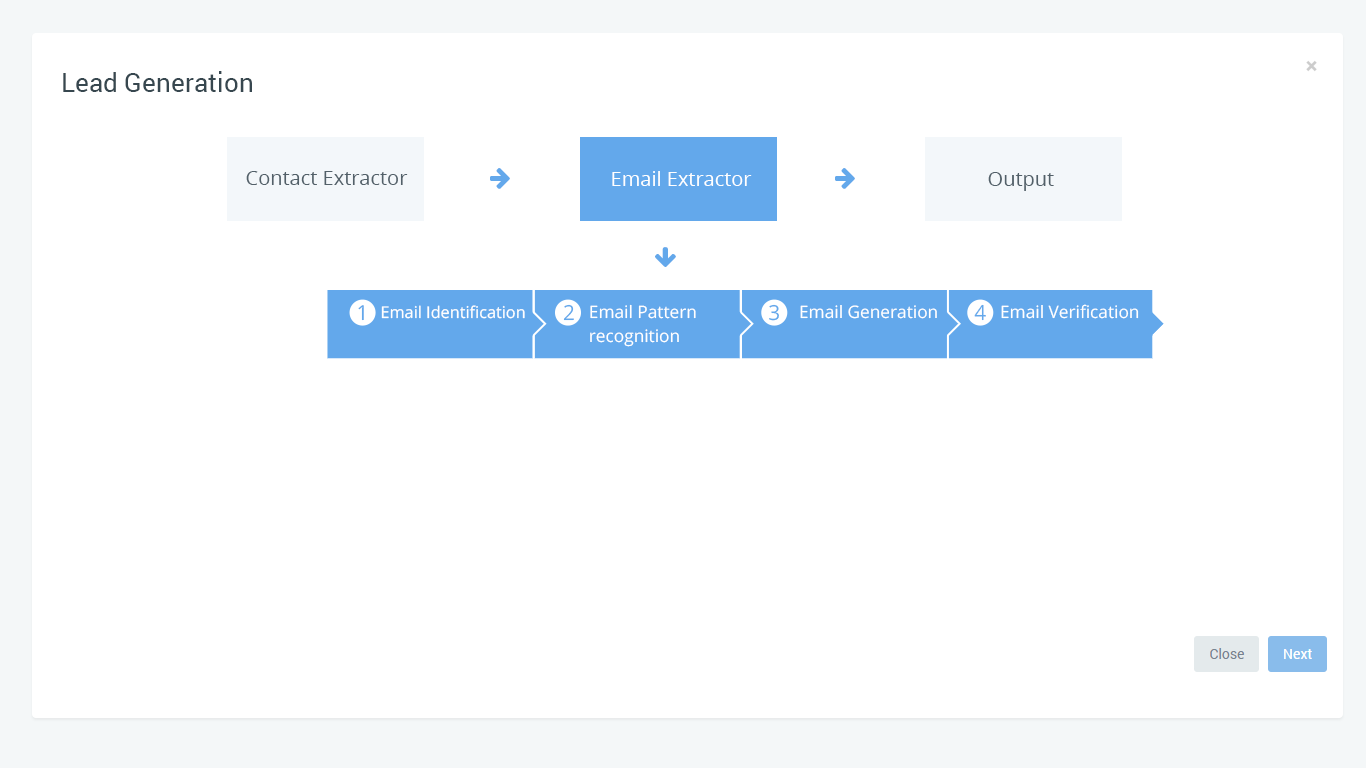 Lead Generation
×
Contact Extractor
Email Extractor
Output
1 Email Identification
2 Email Pattern
recognition
3 Email Generation
4 Email Verification
Close
Next